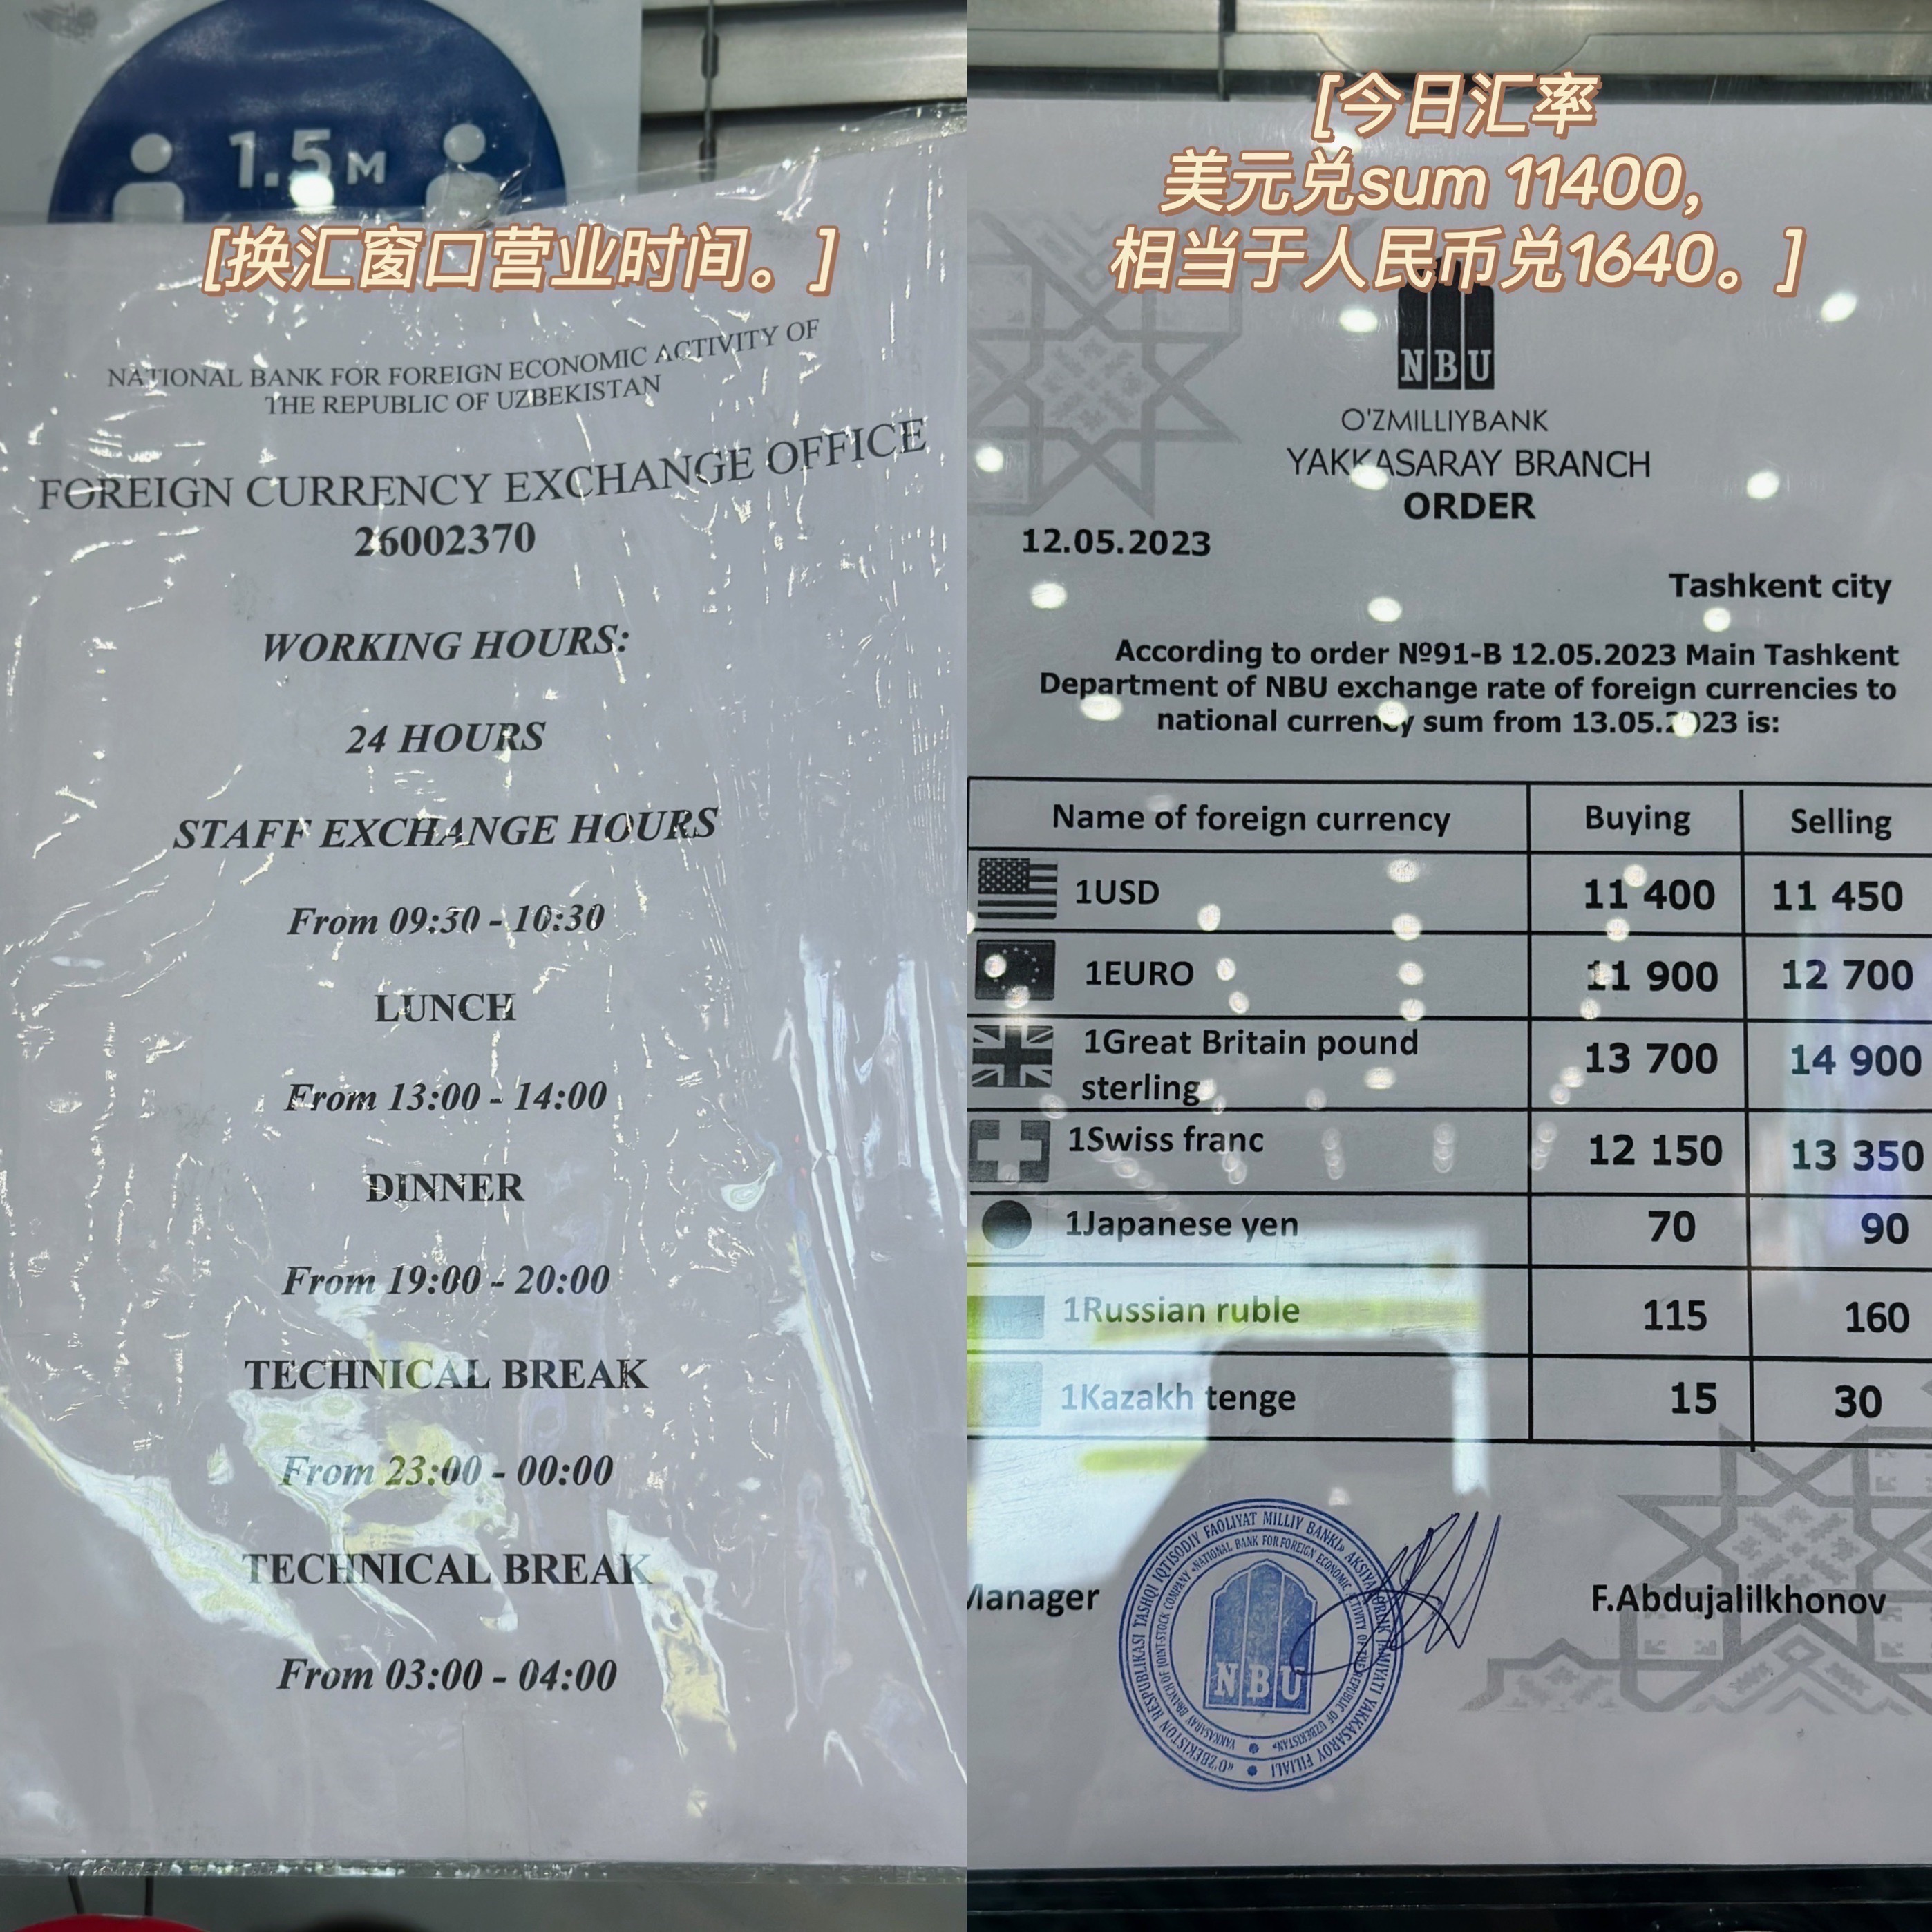 1.5 M
[换汇窗口营业时间。]
NATIONAL BANK FOR FOREIGN ECONOMIC ACTIVITY OF
THE REPUBLIC OF UZBEKISTAN
FOREIGN CURRENCY EXCHANGE OFFICE
26002370
WORKING HOURS:
24 HOURS
STAFF EXCHANGE HOURS
From 09:30 - 10:30
LUNCH
From 13:00 - 14:00
DINNER
From 19:00 - 20:00
TECHNICAL BREAK
From 23:00 - 00:00
TECHNICAL BREAK
From 03:00 - 04:00
[今日汇率
美元兑sum 11400,
相当于人民币兑1640。]
NBU
O'ZMILLIYBANK
YAKKASARAY BRANCH
ORDER
12.05.2023
Tashkent city
According to order №91-B 12.05.2023 Main Tashkent
Department of NBU exchange rate of foreign currencies to
national currency sum from 13.05.2023 is:
Name of foreign currency Buying Selling
1USD 11 400 11 450
1EURO 11 900 12 700
1Great Britain pound
sterling 13 700 14 900
1Swiss franc 12 150 13 350
1Japanese yen 70 90
1Russian ruble 115 160
1Kazakh tenge 15 30
Manager F.Abdujalilkhonov
NBU